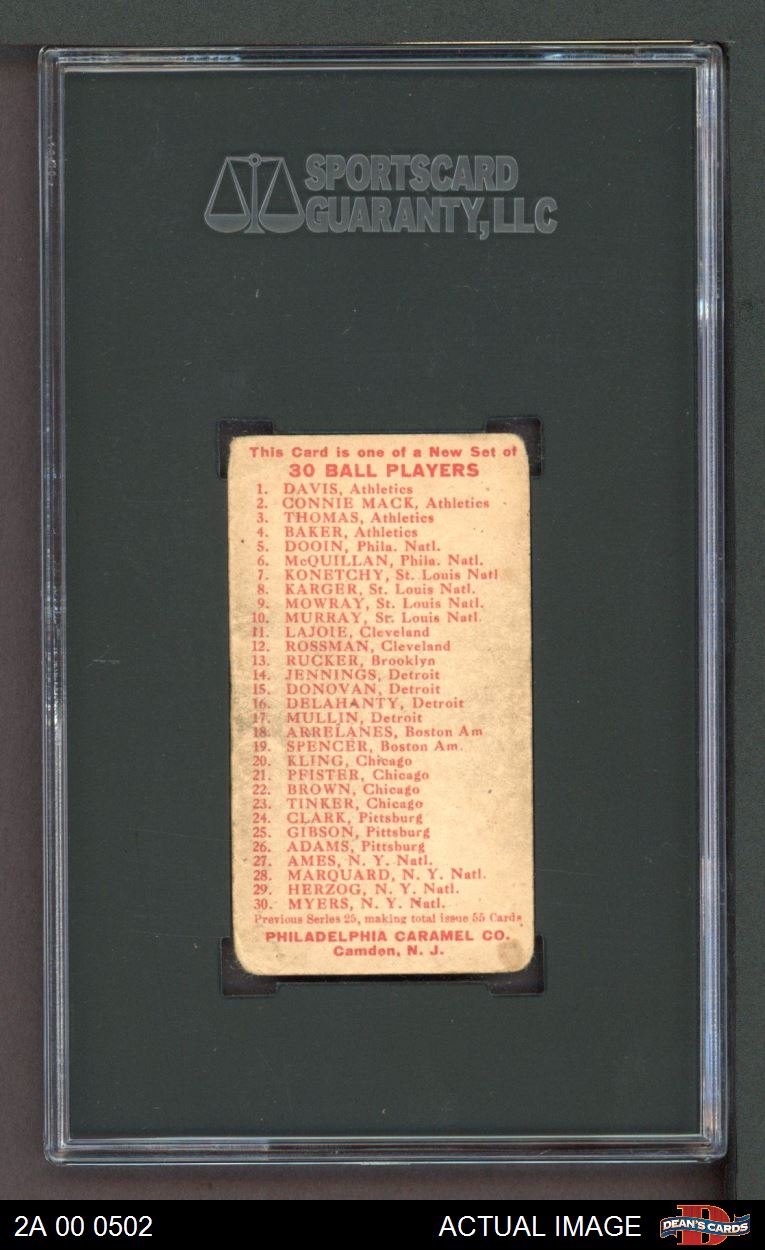 SPORTSCARD
GUARANTY, LLC
This Card is one of a New Set of
30 BALL PLAYERS
1. DAVIS, Athletics
2. CONNIE MACK, Athletics
3. THOMAS, Athletics
4. BAKER, Athletics
5. DOOIN, Phila. Natl.
6. McQUILLAN, Phila. Natl.
7. KONETCHY, St. Louis Natl
8. KARGER, St. Louis Natl.
9. MOWRAY, St. Louis Natl.
10. MURRAY, St. Louis Natl.
11. LAJOIE, Cleveland
12. ROSSMAN, Cleveland
13. RUCKER, Brooklyn
14. JENNINGS, Detroit
15. DONOVAN, Detroit
16. DELAHANTY, Detroit
17. MULLIN, Detroit
18. ARRELANES, Boston Am
19. SPENCER, Boston Am.
20. KLING, Chicago
21. PFISTER, Chicago
22. BROWN, Chicago
23. TINKER, Chicago
24. CLARK, Pittsburg
25. GIBSON, Pittsburg
26. ADAMS, Pittsburg
27. AMES, N. Y. Natl.
28. MARQUARD, N. Y. Natl.
29. HERZOG, N. Y. Natl.
30. MYERS, N. Y. Natl.
Previous Series 25, making total issue 55 Cards
PHILADELPHIA CARAMEL CO.
Camden, N. J.
2A 00 0502 ACTUAL IMAGE DEAN'S CARDS